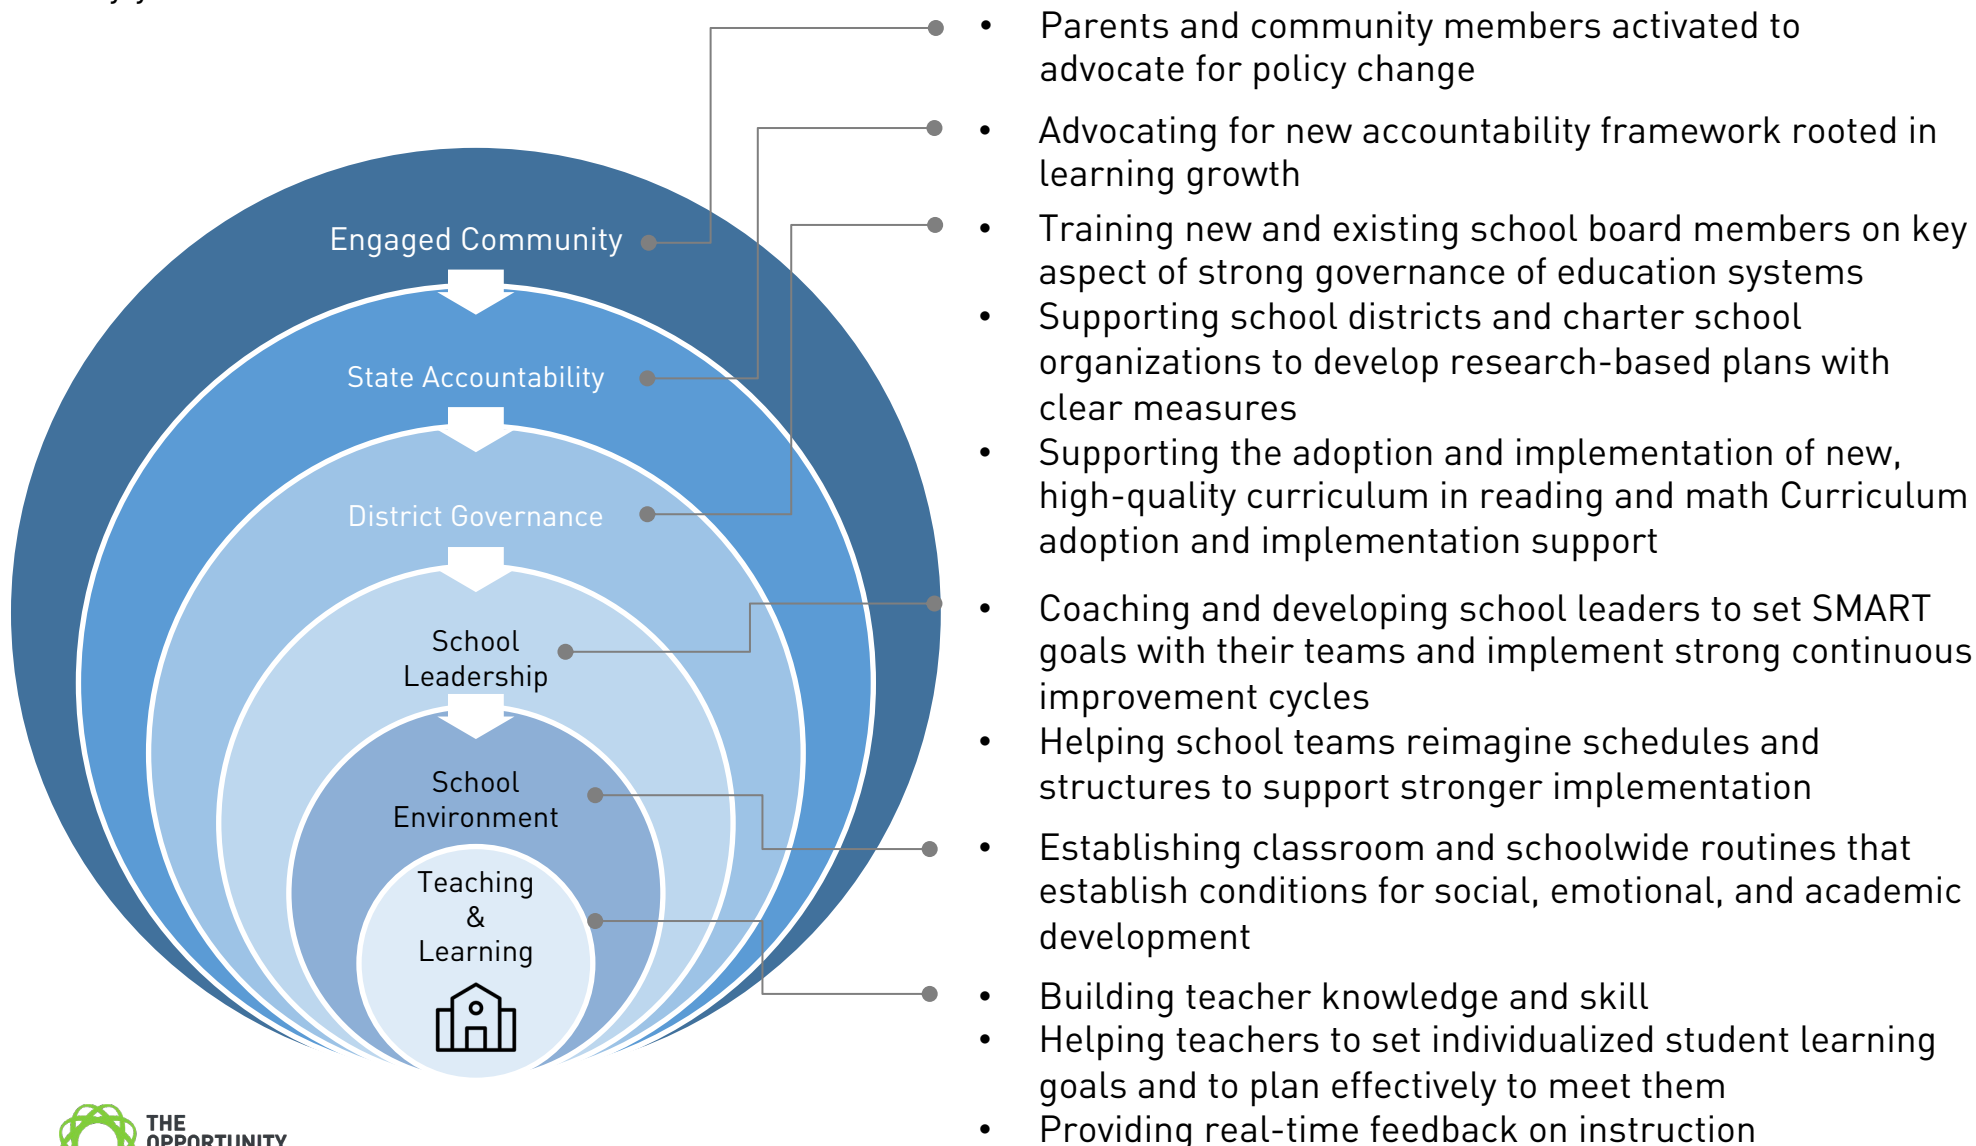 Engaged Community
State Accountability
District Governance
School
Leadership
School
Environment
Teaching
&
Learning
• Parents and community members activated to
advocate for policy change
• Advocating for new accountability framework rooted in
learning growth
• Training new and existing school board members on key
aspect of strong governance of education systems
• Supporting school districts and charter school
organizations to develop research-based plans with
clear measures
• Supporting the adoption and implementation of new,
high-quality curriculum in reading and math Curriculum
adoption and implementation support
• Coaching and developing school leaders to set SMART
goals with their teams and implement strong continuous
improvement cycles
• Helping school teams reimagine schedules and
structures to support stronger implementation
• Establishing classroom and schoolwide routines that
establish conditions for social, emotional, and academic
development
• Building teacher knowledge and skill
• Helping teachers to set individualized student learning
goals and to plan effectively to meet them
• Providing real-time feedback on instruction
THE
OPPORTUNITY